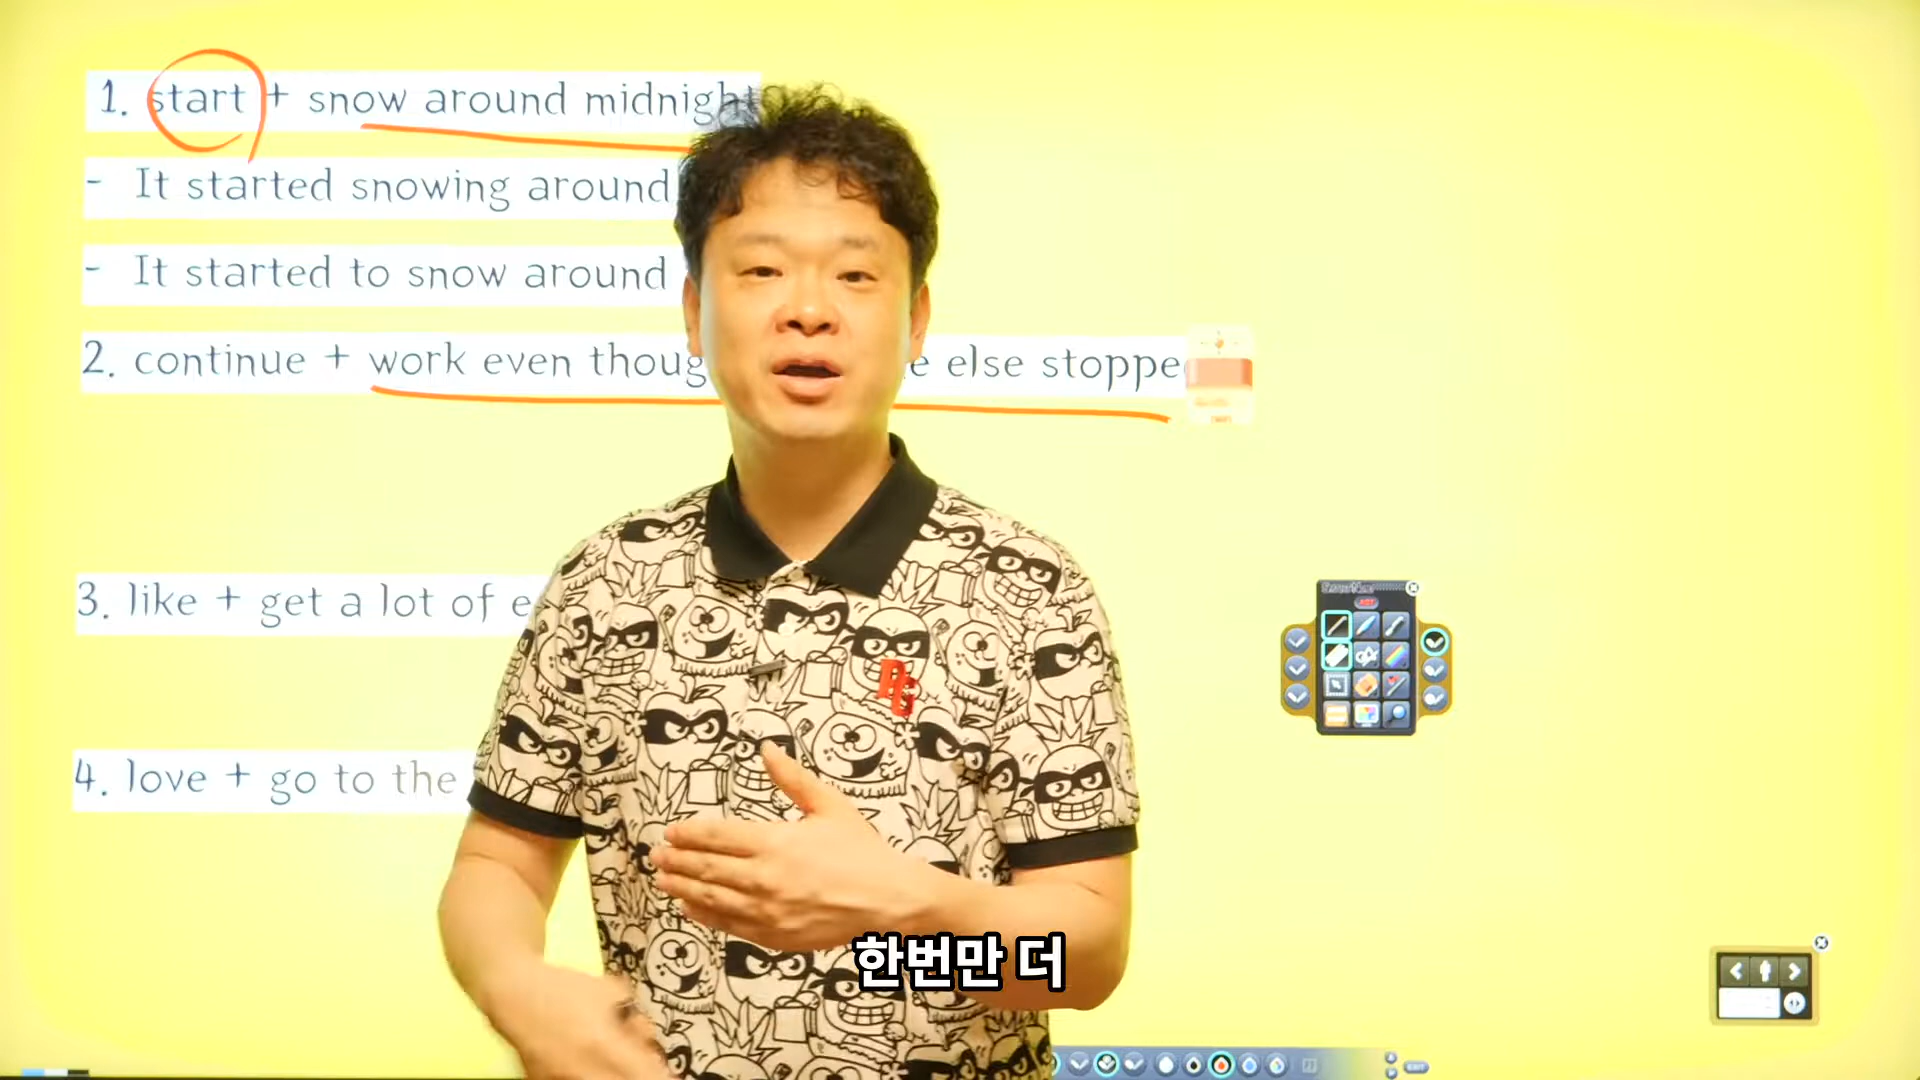 1. start + snow around midnight
- It started snowing around
- It started to snow around
2. continue + work even thoug e else stoppe
3. like + get a lot of e
4. love + go to the
한번만 더